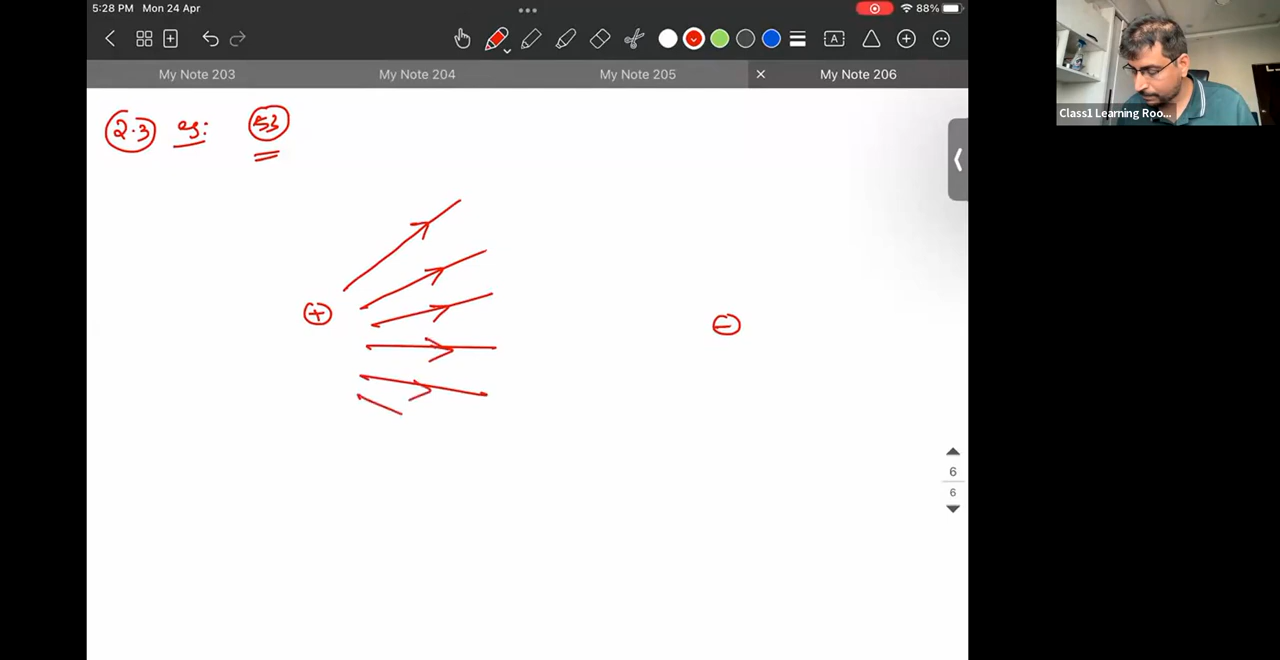 5:28 PM Mon 24 Apr
88%
A
My Note 203 My Note 204 My Note 205 × My Note 206
Class1 Learning Roo...
2.3 eg: 53
+
−
6
6